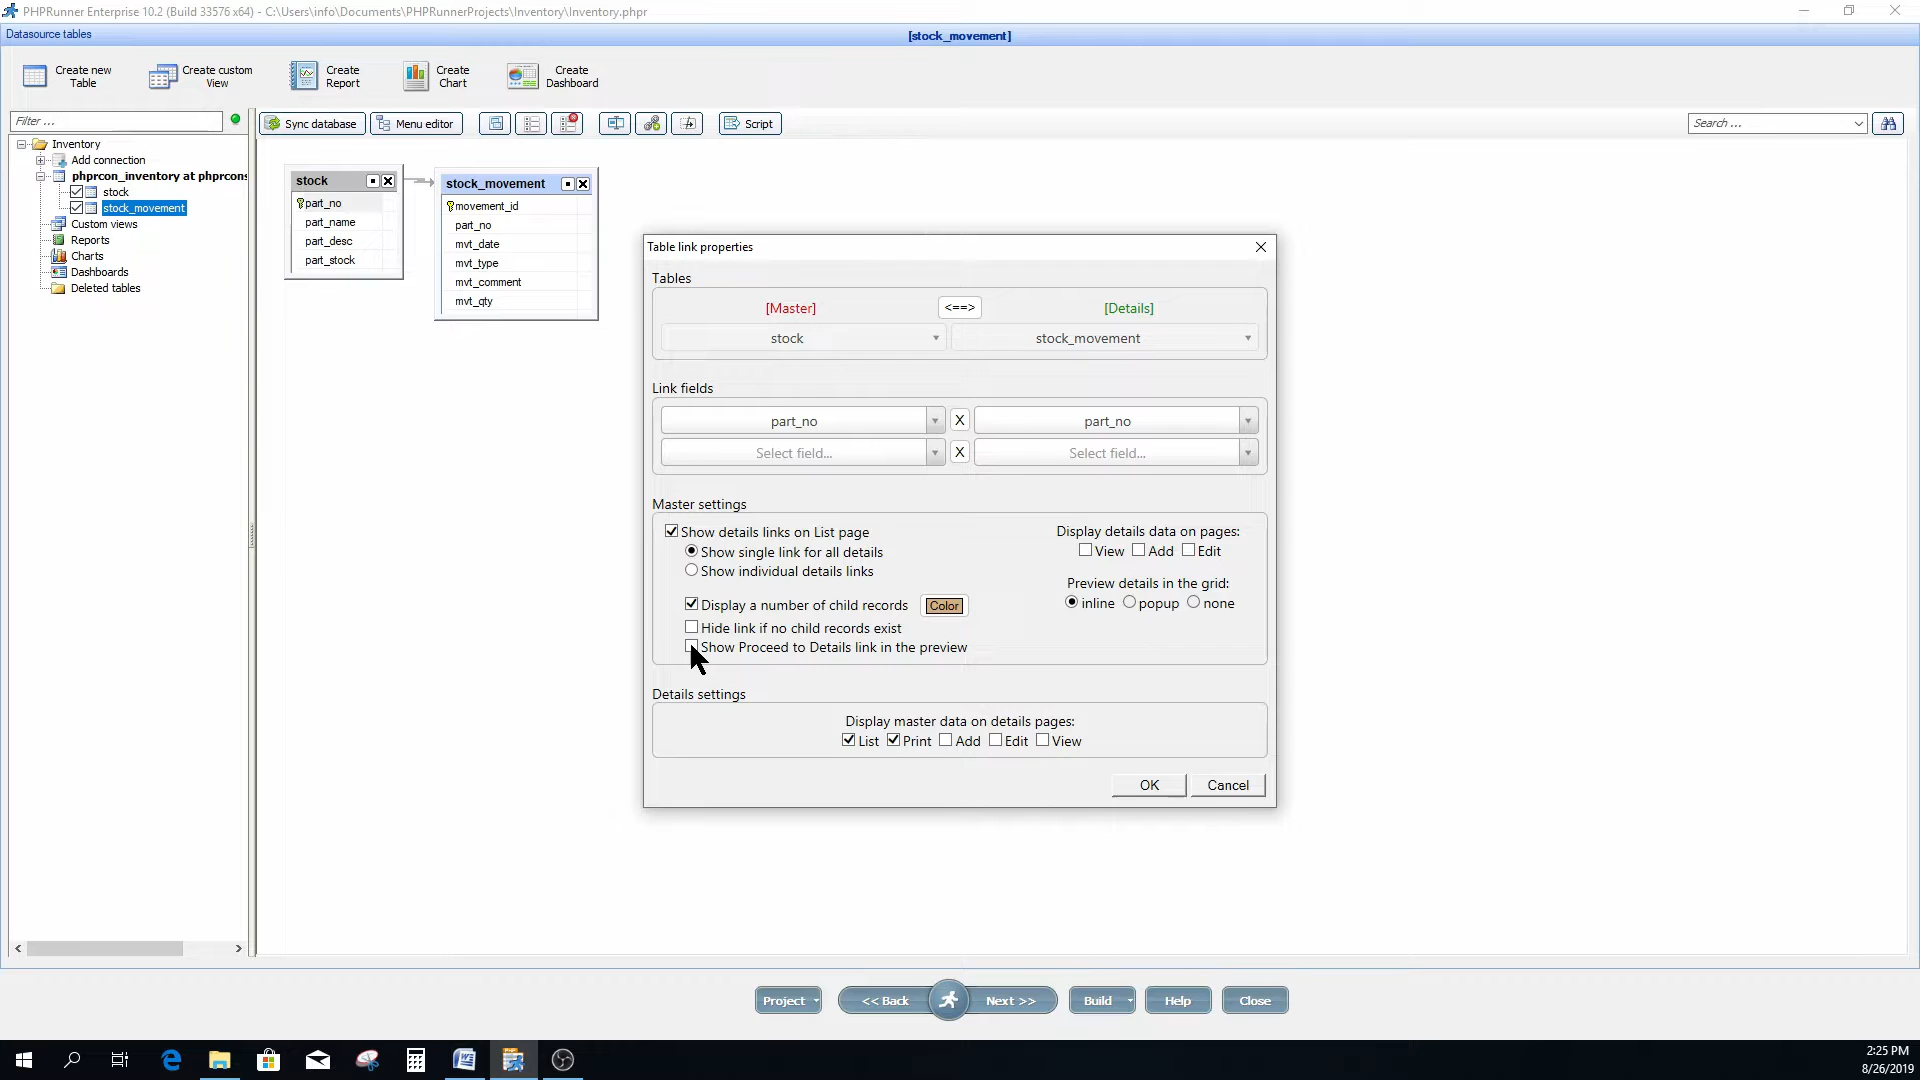 PHPRunner Enterprise 10.2 (Build 33576 x64) - C:\Users\info\Documents\PHPRunnerProjects\Inventory\Inventory.phpr
Datasource tables
[stock_movement]
Create new Table
Create custom View
Create Report
Create Chart
Create Dashboard
Filter ...
Sync database
Menu editor
Script
Search ...
Inventory
Add connection
phprcon_inventory at phprcons
stock
stock_movement
Custom views
Reports
Charts
Dashboards
Deleted tables
stock
part_no
part_name
part_desc
part_stock
stock_movement
movement_id
part_no
mvt_date
mvt_type
mvt_comment
mvt_qty
Table link properties
Tables
[Master] <==> [Details]
stock stock_movement
Link fields
part_no X part_no
Select field... X Select field...
Master settings
Show details links on List page
Show single link for all details
Show individual details links
Display a number of child records Color
Hide link if no child records exist
Show Proceed to Details link in the preview
Display details data on pages:
View Add Edit
Preview details in the grid:
inline popup none
Details settings
Display master data on details pages:
List Print Add Edit View
OK Cancel
Project << Back Next >> Build Help Close
2:25 PM
8/26/2019